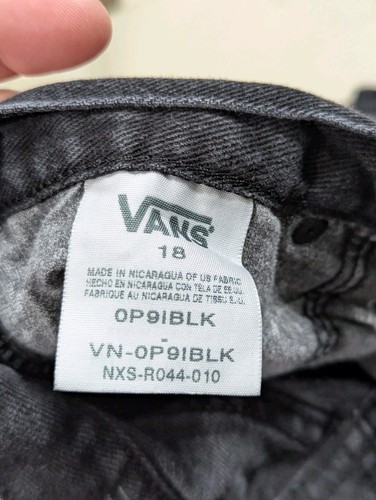 VANS
18
MADE IN NICARAGUA OF US FABRIC
HECHO EN NICARAGUA CON TELA DE EE.UU.
FABRIQUE AU NICARAGUA DE TISSU E.U.
0P9IBLK
-
VN-0P9IBLK
NXS-R044-010